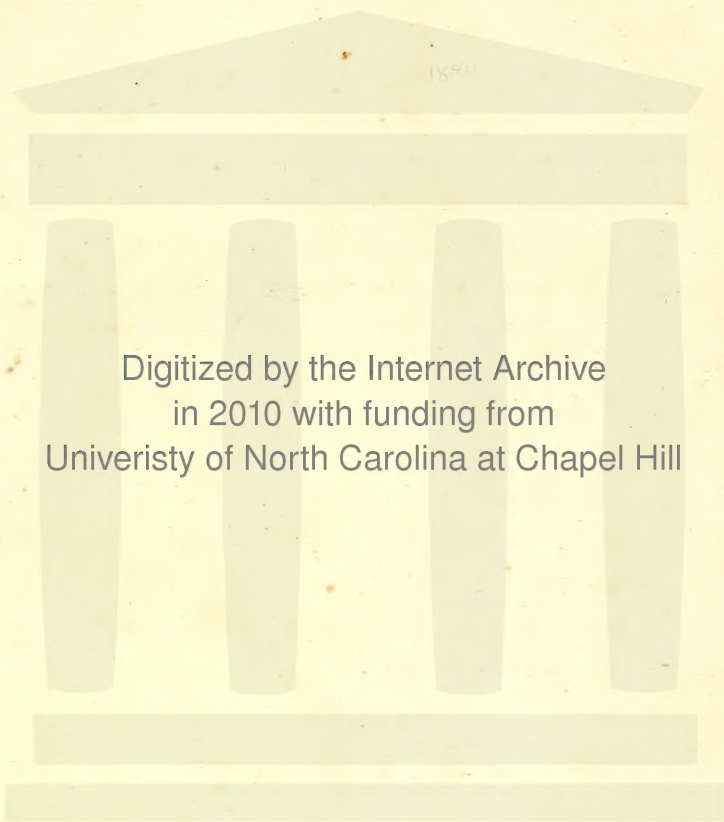 Digitized by the Internet Archive
in 2010 with funding from
Univeristy of North Carolina at Chapel Hill